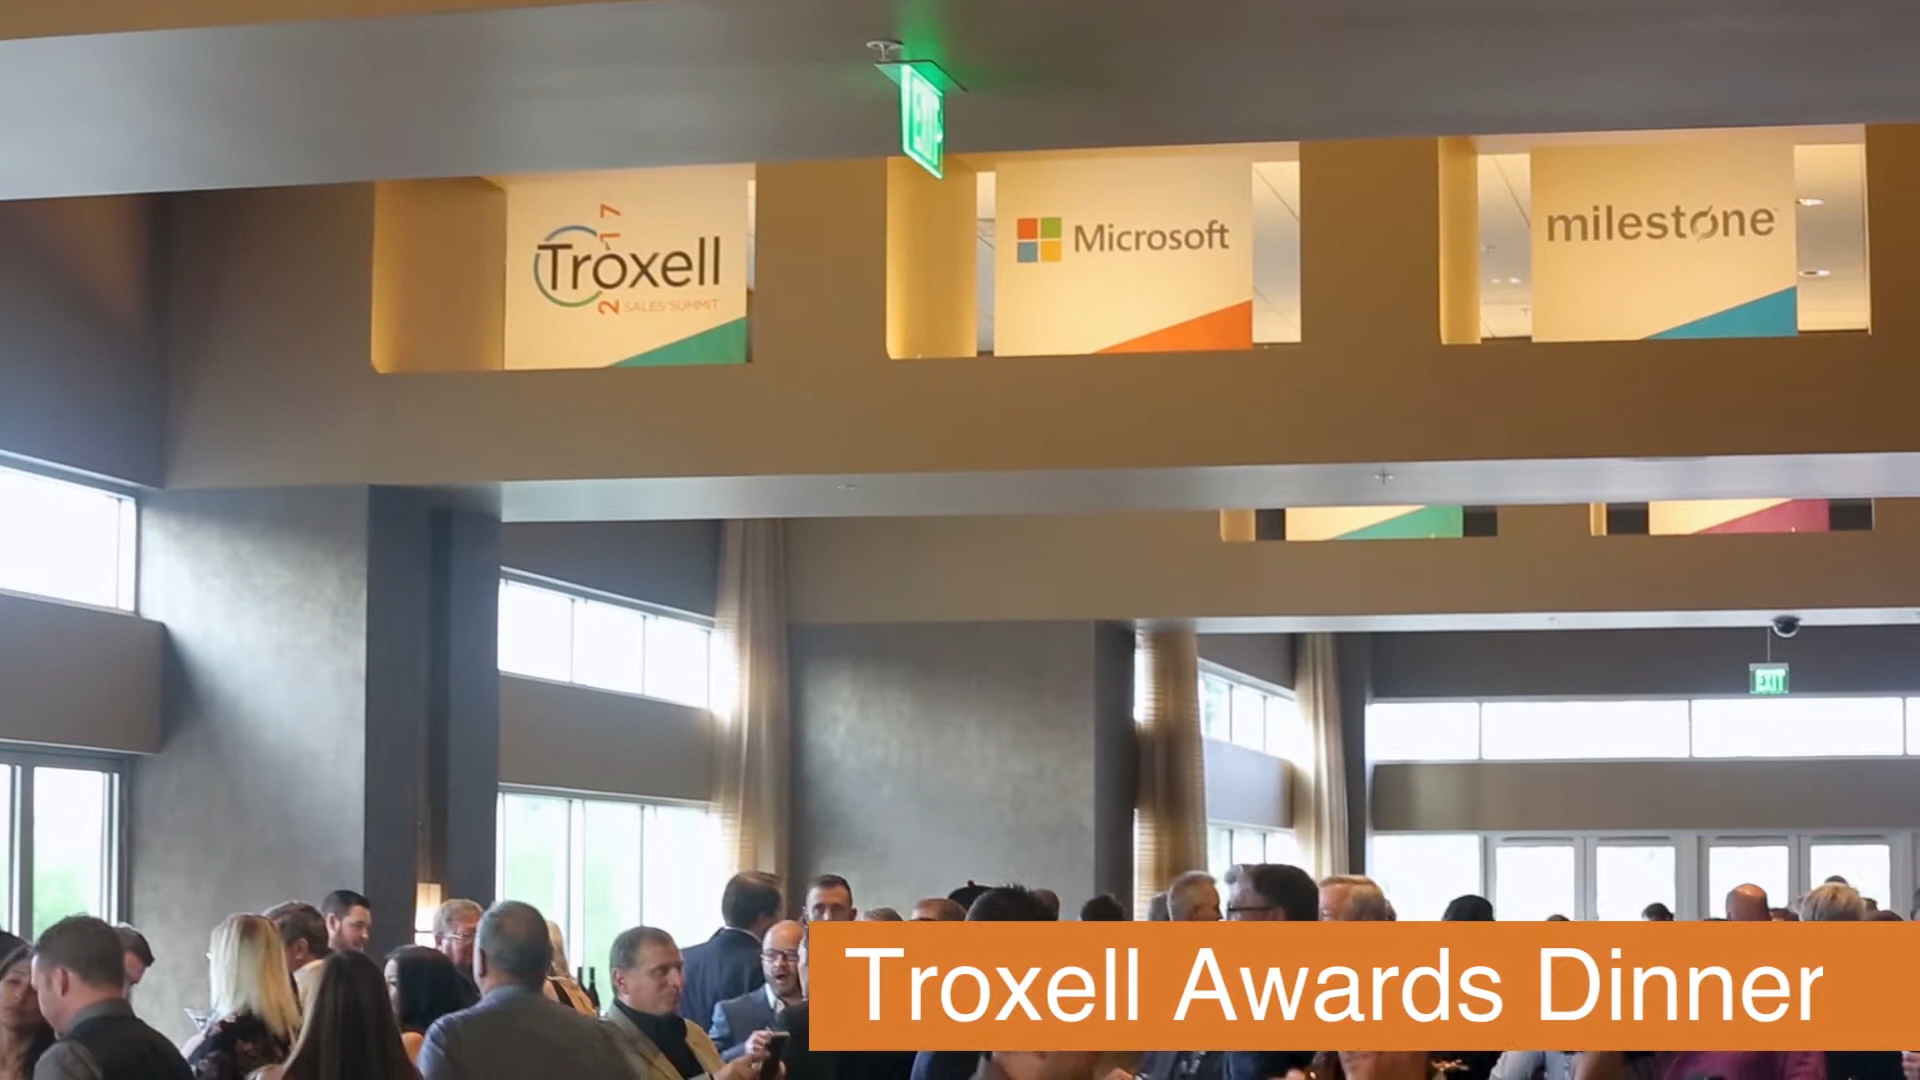 EXIT
2017
Troxell
SALES SUMMIT
Microsoft
milestone
EXIT
Troxell Awards Dinner